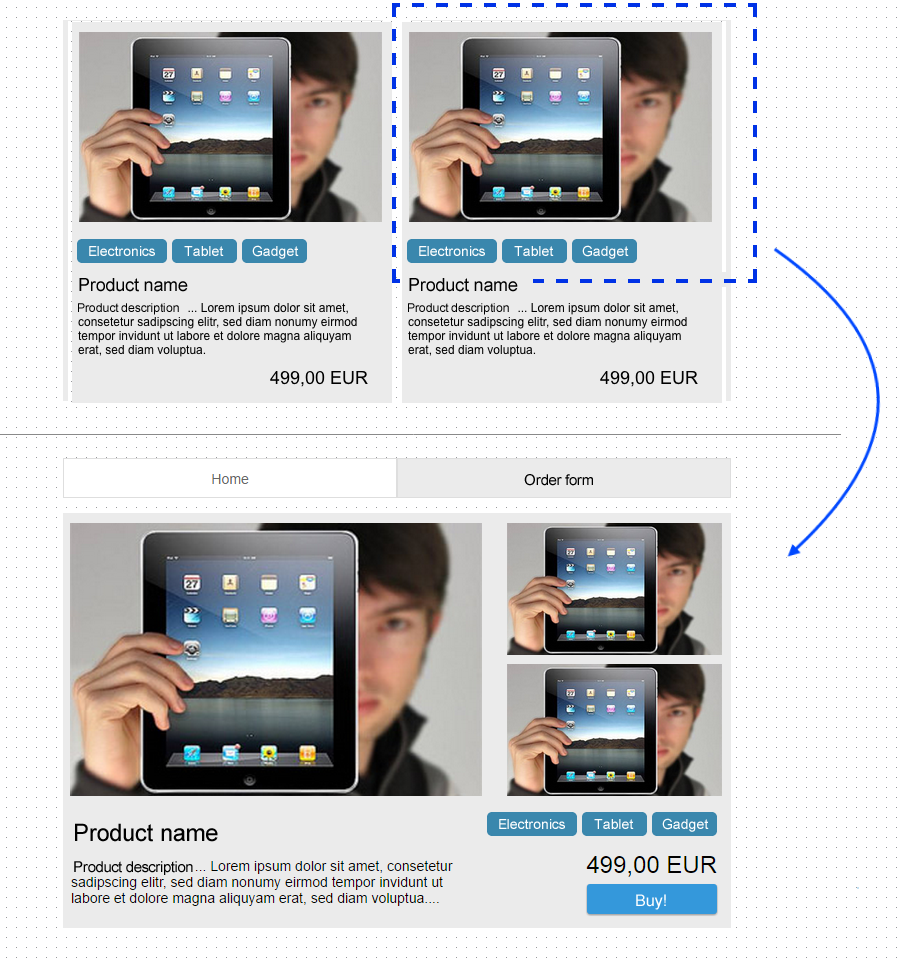 Electronics Tablet Gadget
Product name
Product description ... Lorem ipsum dolor sit amet,
consetetur sadipscing elitr, sed diam nonumy eirmod
tempor invidunt ut labore et dolore magna aliquyam
erat, sed diam voluptua.
499,00 EUR
Electronics Tablet Gadget
Product name
Product description ... Lorem ipsum dolor sit amet,
consetetur sadipscing elitr, sed diam nonumy eirmod
tempor invidunt ut labore et dolore magna aliquyam
erat, sed diam voluptua.
499,00 EUR
Home
Order form
27
27
27
27
27
Product name
Product description ... Lorem ipsum dolor sit amet, consetetur
sadipscing elitr, sed diam nonumy eirmod tempor invidunt ut
labore et dolore magna aliquyam erat, sed diam voluptua....
Electronics Tablet Gadget
499,00 EUR
Buy!